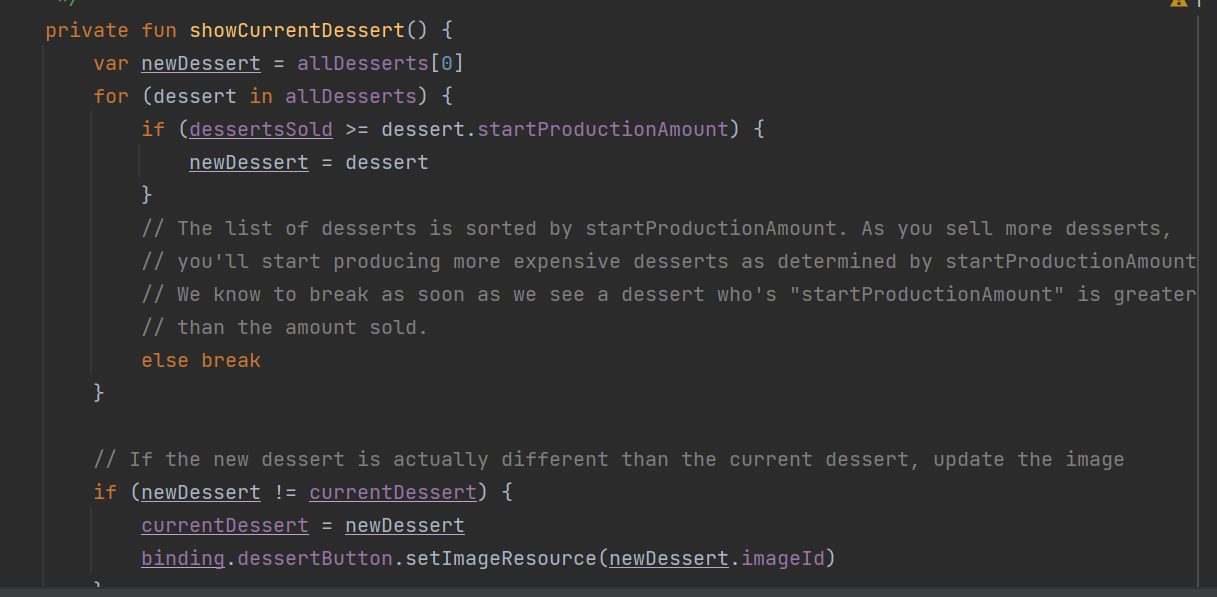 */
private fun showCurrentDessert() {
var newDessert = allDesserts[0]
for (dessert in allDesserts) {
if (dessertsSold >= dessert.startProductionAmount) {
newDessert = dessert
}
// The list of desserts is sorted by startProductionAmount. As you sell more desserts,
// you'll start producing more expensive desserts as determined by startProductionAmount
// We know to break as soon as we see a dessert who's "startProductionAmount" is greater
// than the amount sold.
else break
}
// If the new dessert is actually different than the current dessert, update the image
if (newDessert != currentDessert) {
currentDessert = newDessert
binding.dessertButton.setImageResource(newDessert.imageId)
}